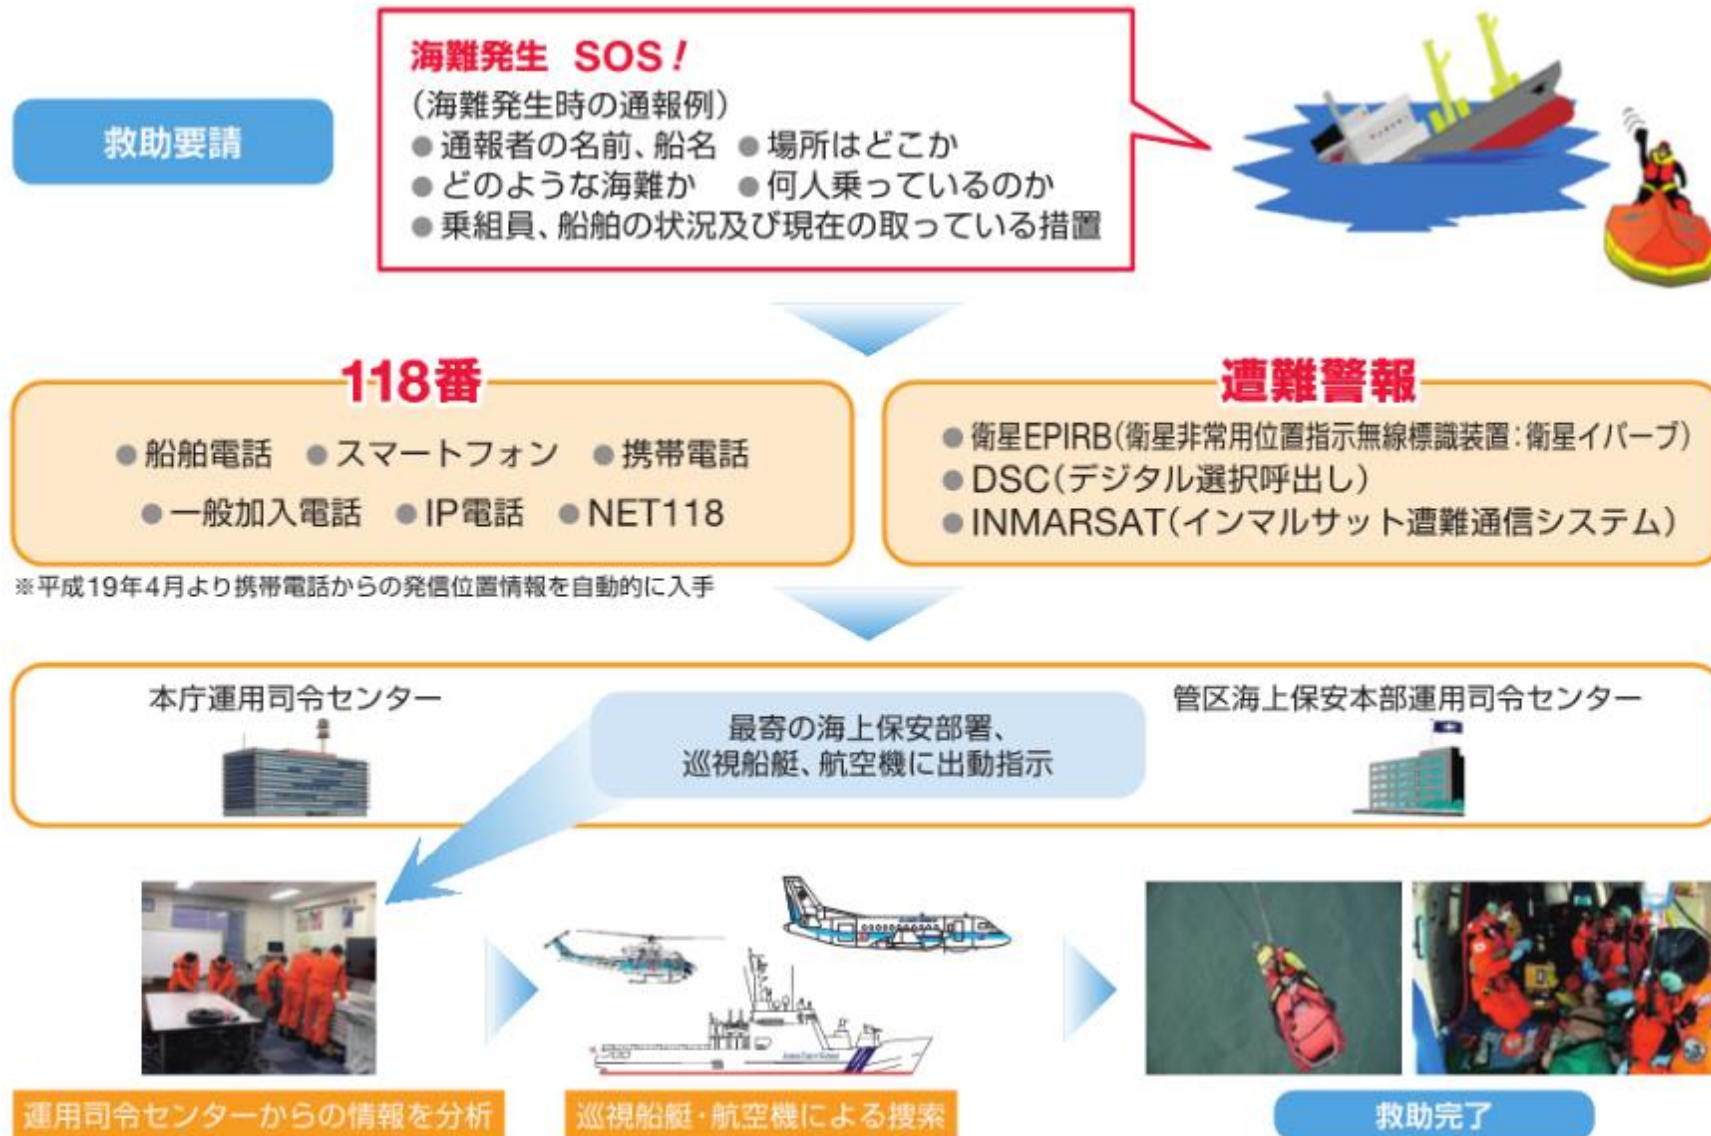 救助要請
海難発生 SOS!
（海難発生時の通報例）
●通報者の名前、船名 ●場所はどこか
●どのような海難か ●何人乗っているのか
●乗組員、船舶の状況及び現在の取っている措置
118番
●船舶電話 ●スマートフォン ●携帯電話
●一般加入電話 ●IP電話 ●NET118
※平成19年4月より携帯電話からの発信位置情報を自動的に入手
遭難警報
●衛星EPIRB（衛星非常用位置指示無線標識装置：衛星イパーブ）
●DSC（デジタル選択呼出し）
●INMARSAT（インマルサット遭難通信システム）
本庁運用司令センター
最寄の海上保安部署、
巡視船艇、航空機に出動指示
管区海上保安本部運用司令センター
運用司令センターからの情報を分析
巡視船艇・航空機による捜索
救助完了